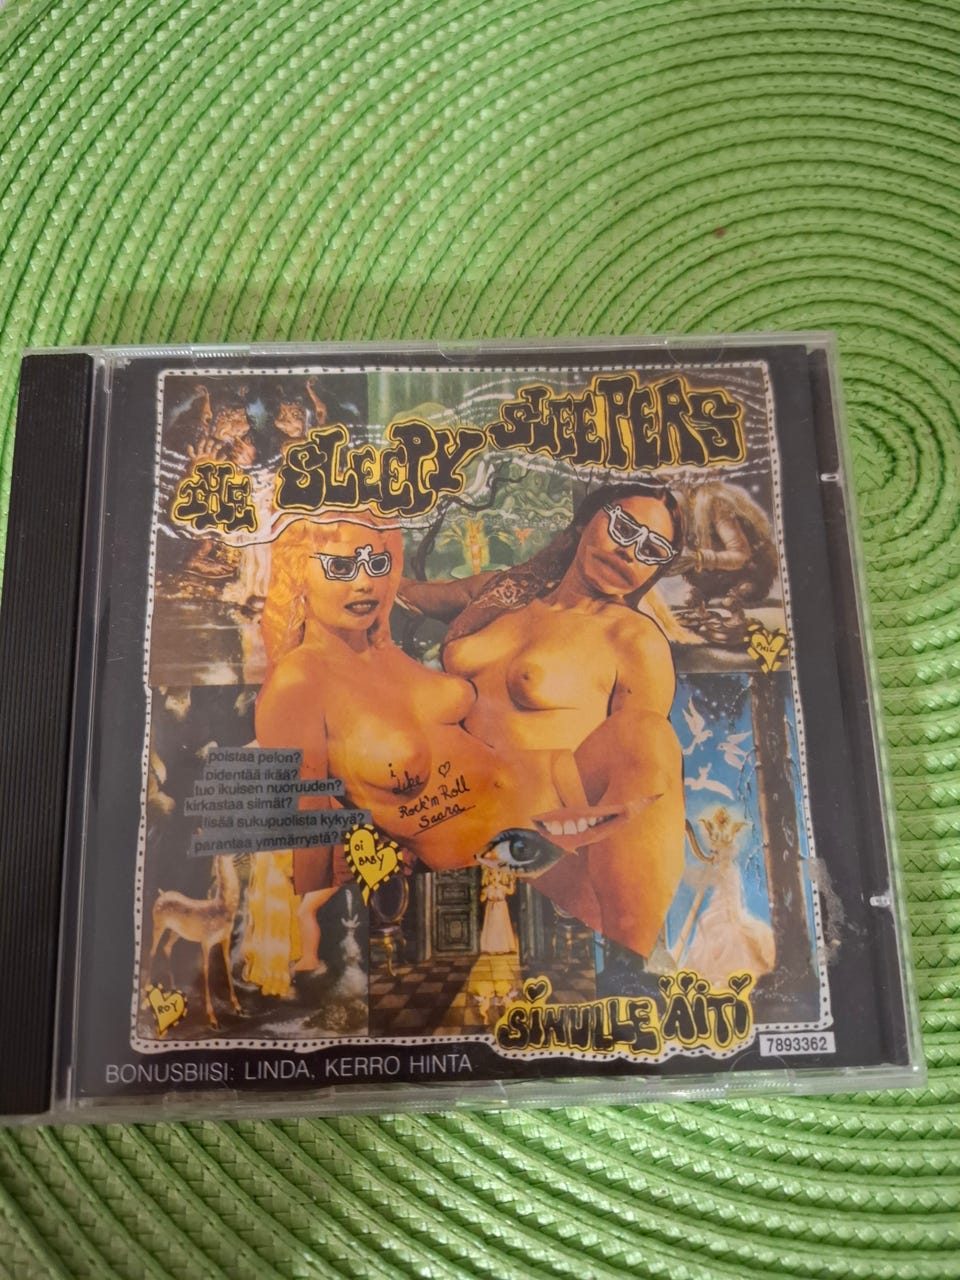 THE SLEEPY SLEEPERS
PHIL
poistaa pelon?
pidentää ikää?
tuo ikuisen nuoruuden?
kirkastaa silmät?
lisää sukupuolista kykyä?
parantaa ymmärrystä?
i like
Rock'n Roll
Saara...
oi
BABY
ROY
SINULLE ÄITI
7893362
BONUSBIISI: LINDA, KERRO HINTA